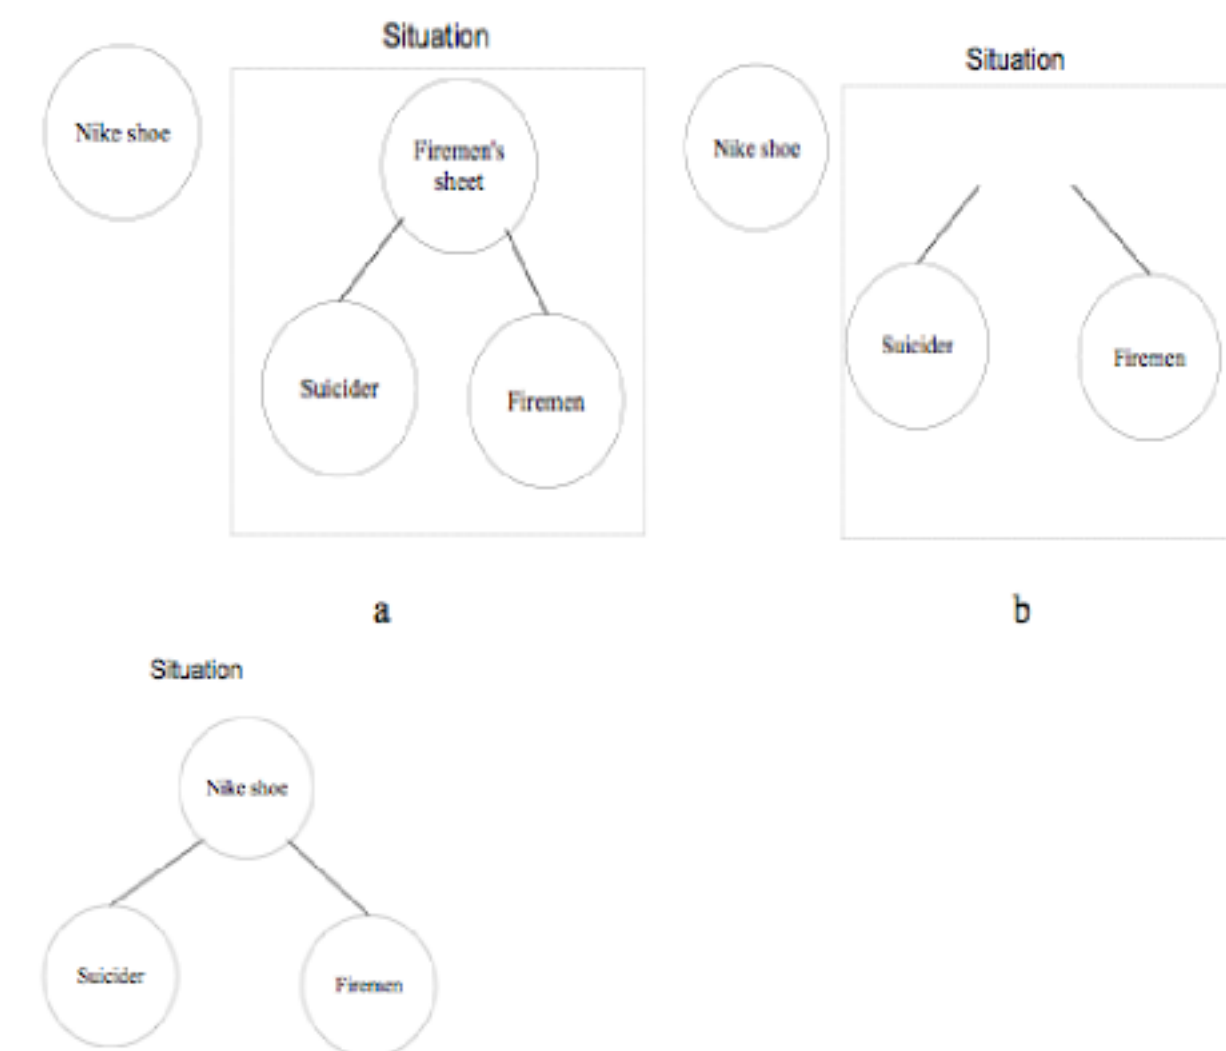 Situation
Nike shoe
Firemen's
sheet
Suicider
Firemen
a
Situation
Nike shoe
Suicider
Firemen
b
Situation
Nike shoe
Suicider
Firemen